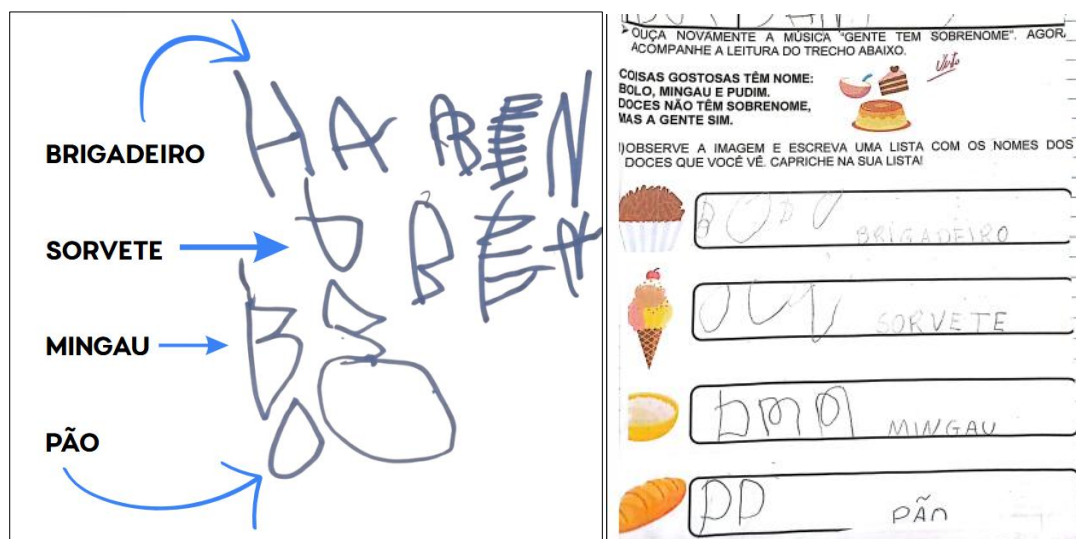 BRIGADEIRO
H A B E N
SORVETE
B E N
MINGAU
B B
PÃO
O
OUÇA NOVAMENTE A MÚSICA "GENTE TEM SOBRENOME". AGORA
ACOMPANHE A LEITURA DO TRECHO ABAIXO.
COISAS GOSTOSAS TÊM NOME:
BOLO, MINGAU E PUDIM.
DOCES NÃO TÊM SOBRENOME,
MAS A GENTE SIM.
)OBSERVE A IMAGEM E ESCREVA UMA LISTA COM OS NOMES DOS
DOCES QUE VOCÊ VÊ. CAPRICHE NA SUA LISTA!
BRIGADEIRO
SORVETE
MINGAU
PP PÃO